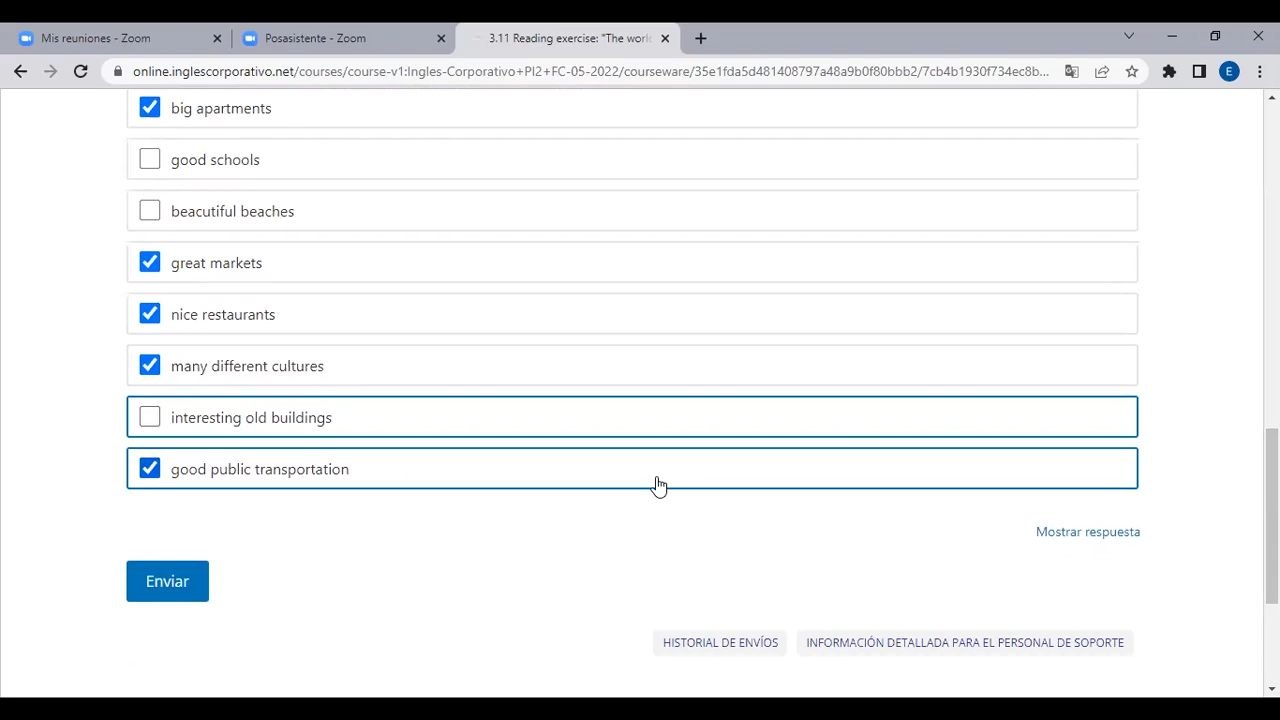 Mis reuniones - Zoom
Posasistente - Zoom
3.11 Reading exercise: "The worl
online.inglescorporativo.net/courses/course-v1:Ingles-Corporativo+PI2+FC-05-2022/courseware/35e1fda5d481408797a48a9b0f80bbb2/7cb4b1930f734ec8b...
E
big apartments
good schools
beacutiful beaches
great markets
nice restaurants
many different cultures
interesting old buildings
good public transportation
Mostrar respuesta
Enviar
HISTORIAL DE ENVÍOS
INFORMACIÓN DETALLADA PARA EL PERSONAL DE SOPORTE